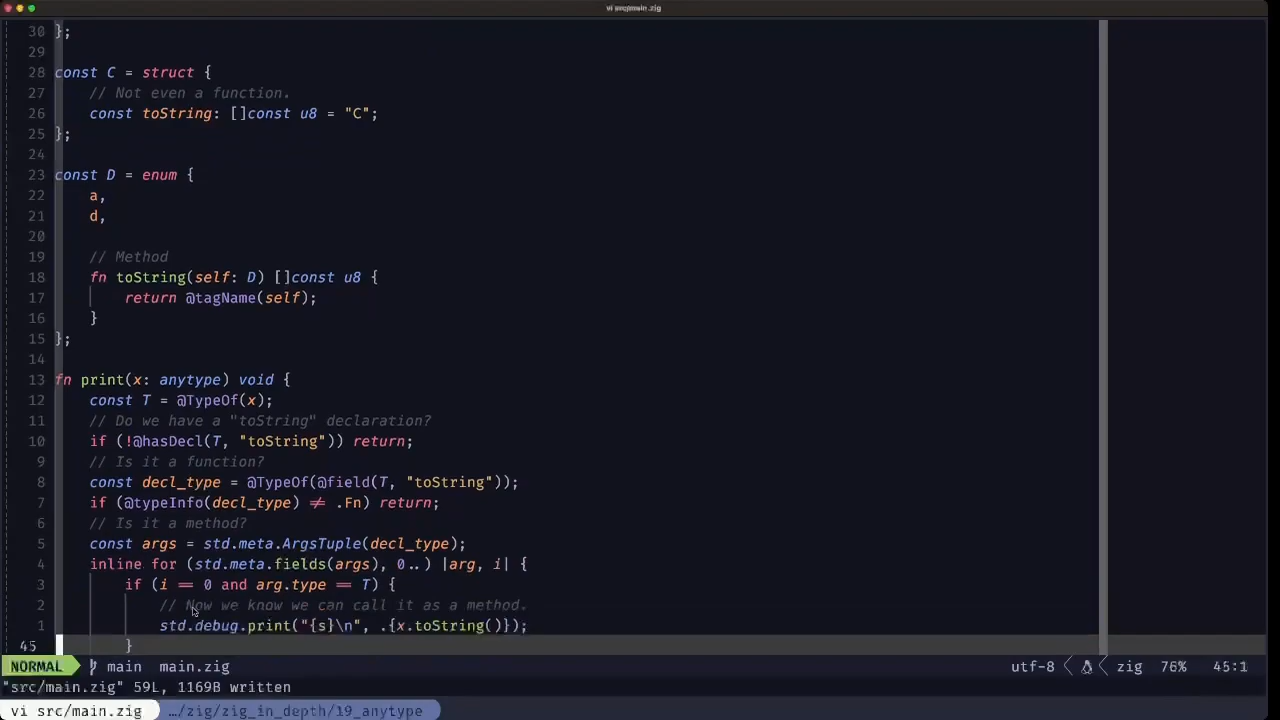 vi src/main.zig
30 };
29
28 const C = struct {
27 // Not even a function.
26 const toString: []const u8 = "C";
25 };
24
23 const D = enum {
22 a,
21 d,
20
19 // Method
18 fn toString(self: D) []const u8 {
17 return @tagName(self);
16 }
15 };
14
13 fn print(x: anytype) void {
12 const T = @TypeOf(x);
11 // Do we have a "toString" declaration?
10 if (!@hasDecl(T, "toString")) return;
9 // Is it a function?
8 const decl_type = @TypeOf(@field(T, "toString"));
7 if (@typeInfo(decl_type) ≠ .Fn) return;
6 // Is it a method?
5 const args = std.meta.ArgsTuple(decl_type);
4 inline for (std.meta.fields(args), 0..) |arg, i| {
3 if (i == 0 and arg.type == T) {
2 // Now we know we can call it as a method.
1 std.debug.print("{s}\n", .{x.toString()});
45 }
NORMAL main main.zig utf-8 zig 76% 45:1
"src/main.zig" 59L, 1169B written
vi src/main.zig …/zig/zig_in_depth/19_anytype